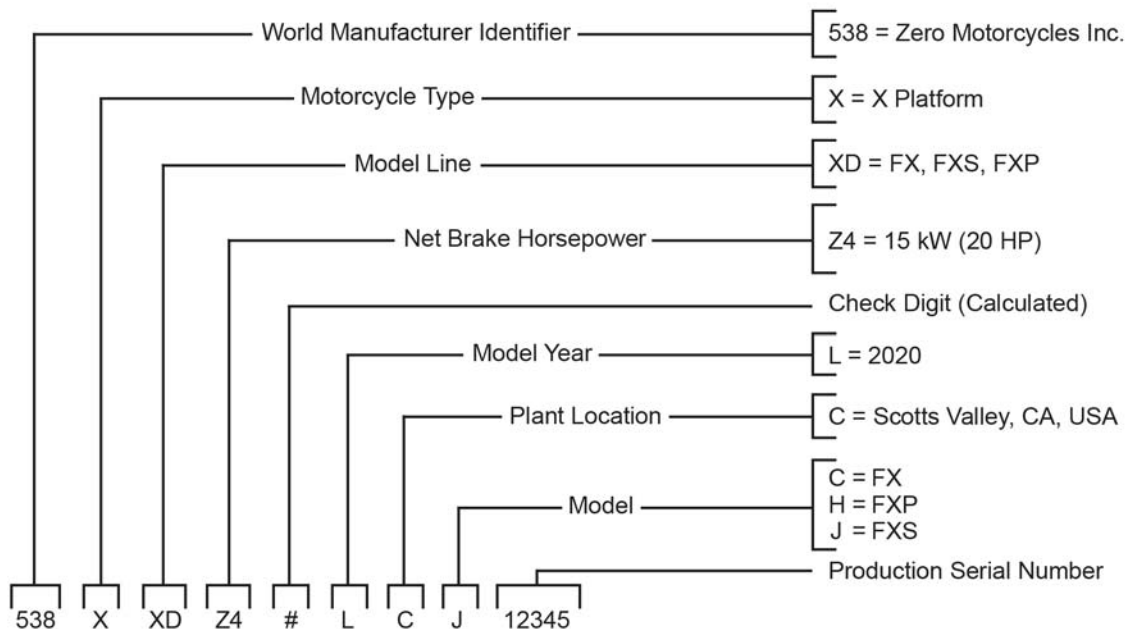 World Manufacturer Identifier
538 = Zero Motorcycles Inc.
Motorcycle Type
X = X Platform
Model Line
XD = FX, FXS, FXP
Net Brake Horsepower
Z4 = 15 kW (20 HP)
Check Digit (Calculated)
Model Year
L = 2020
Plant Location
C = Scotts Valley, CA, USA
Model
C = FX
H = FXP
J = FXS
Production Serial Number
538 X XD Z4 # L C J 12345